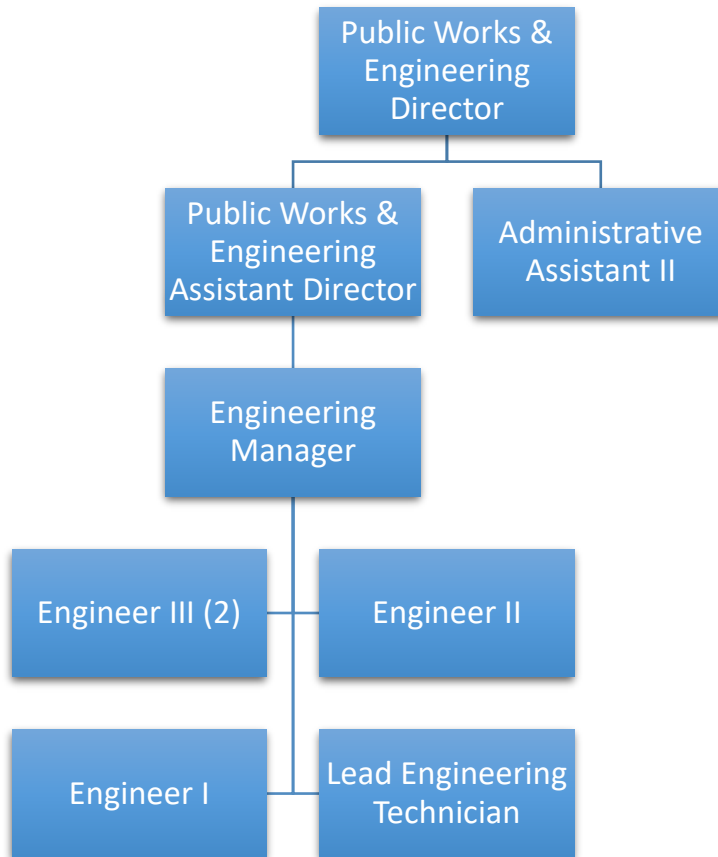 Public Works &
Engineering
Director
Public Works &
Engineering
Assistant Director
Administrative
Assistant II
Engineering
Manager
Engineer III (2)
Engineer II
Engineer I
Lead Engineering
Technician